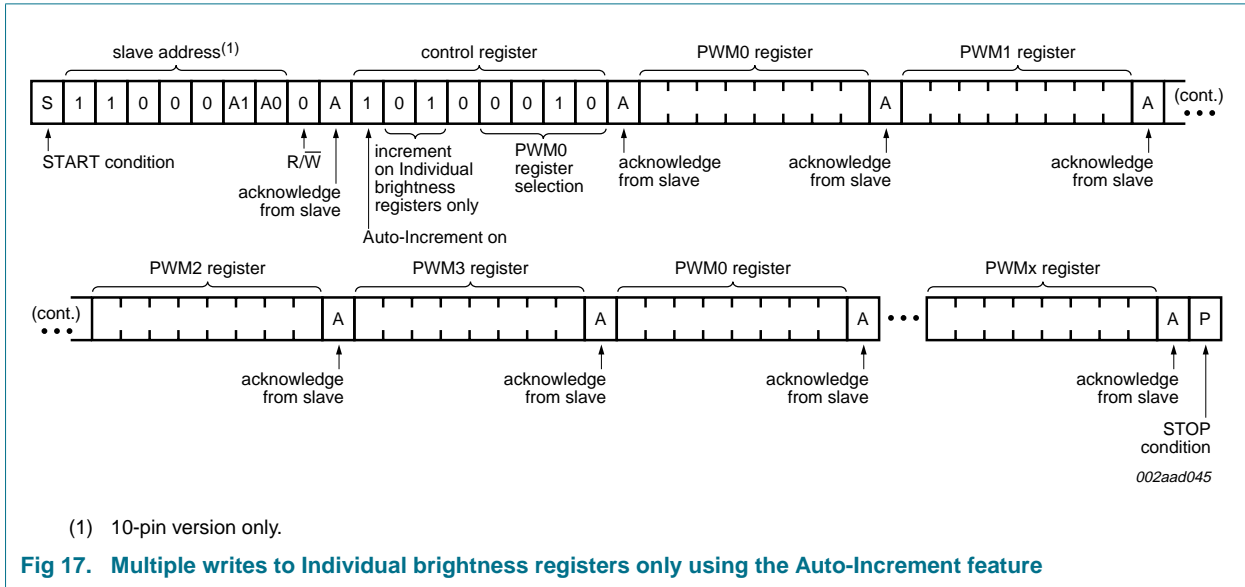 slave address(1) control register PWM0 register PWM1 register
S 1 1 0 0 0 A1 A0 0 A 1 0 1 0 0 0 1 0 A A A (cont.)
START condition R/W increment on Individual brightness registers only PWM0 register selection acknowledge from slave acknowledge from slave acknowledge from slave
acknowledge from slave
Auto-Increment on
PWM2 register PWM3 register PWM0 register PWMx register
(cont.) A A A A P
acknowledge from slave acknowledge from slave acknowledge from slave acknowledge from slave
STOP condition
002aad045
(1) 10-pin version only.
Fig 17. Multiple writes to Individual brightness registers only using the Auto-Increment feature